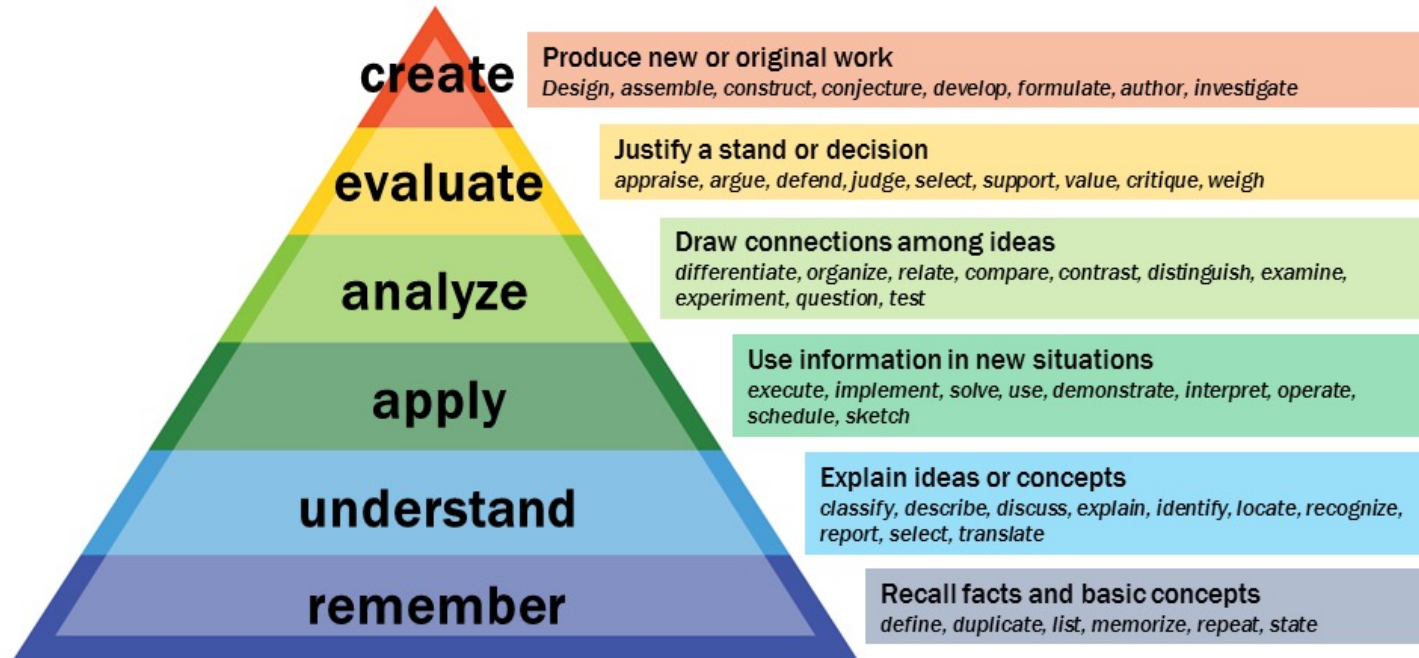 create
Produce new or original work
Design, assemble, construct, conjecture, develop, formulate, author, investigate
evaluate
Justify a stand or decision
appraise, argue, defend, judge, select, support, value, critique, weigh
analyze
Draw connections among ideas
differentiate, organize, relate, compare, contrast, distinguish, examine,
experiment, question, test
apply
Use information in new situations
execute, implement, solve, use, demonstrate, interpret, operate,
schedule, sketch
understand
Explain ideas or concepts
classify, describe, discuss, explain, identify, locate, recognize,
report, select, translate
remember
Recall facts and basic concepts
define, duplicate, list, memorize, repeat, state